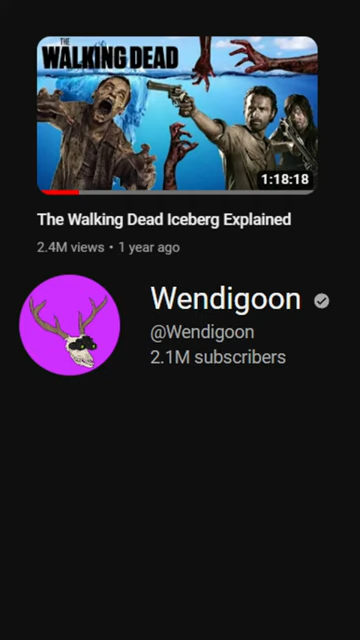 THE
WALKING DEAD
1:18:18
The Walking Dead Iceberg Explained
2.4M views • 1 year ago
Wendigoon
@Wendigoon
2.1M subscribers